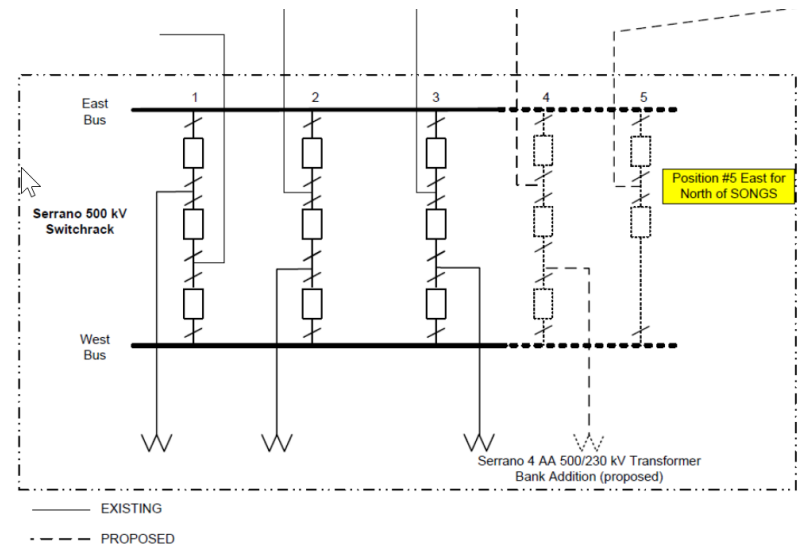 1
2
3
4
5
East
Bus
Position #5 East for
North of SONGS
Serrano 500 kV
Switchrack
West
Bus
Serrano 4 AA 500/230 kV Transformer
Bank Addition (proposed)
EXISTING
PROPOSED